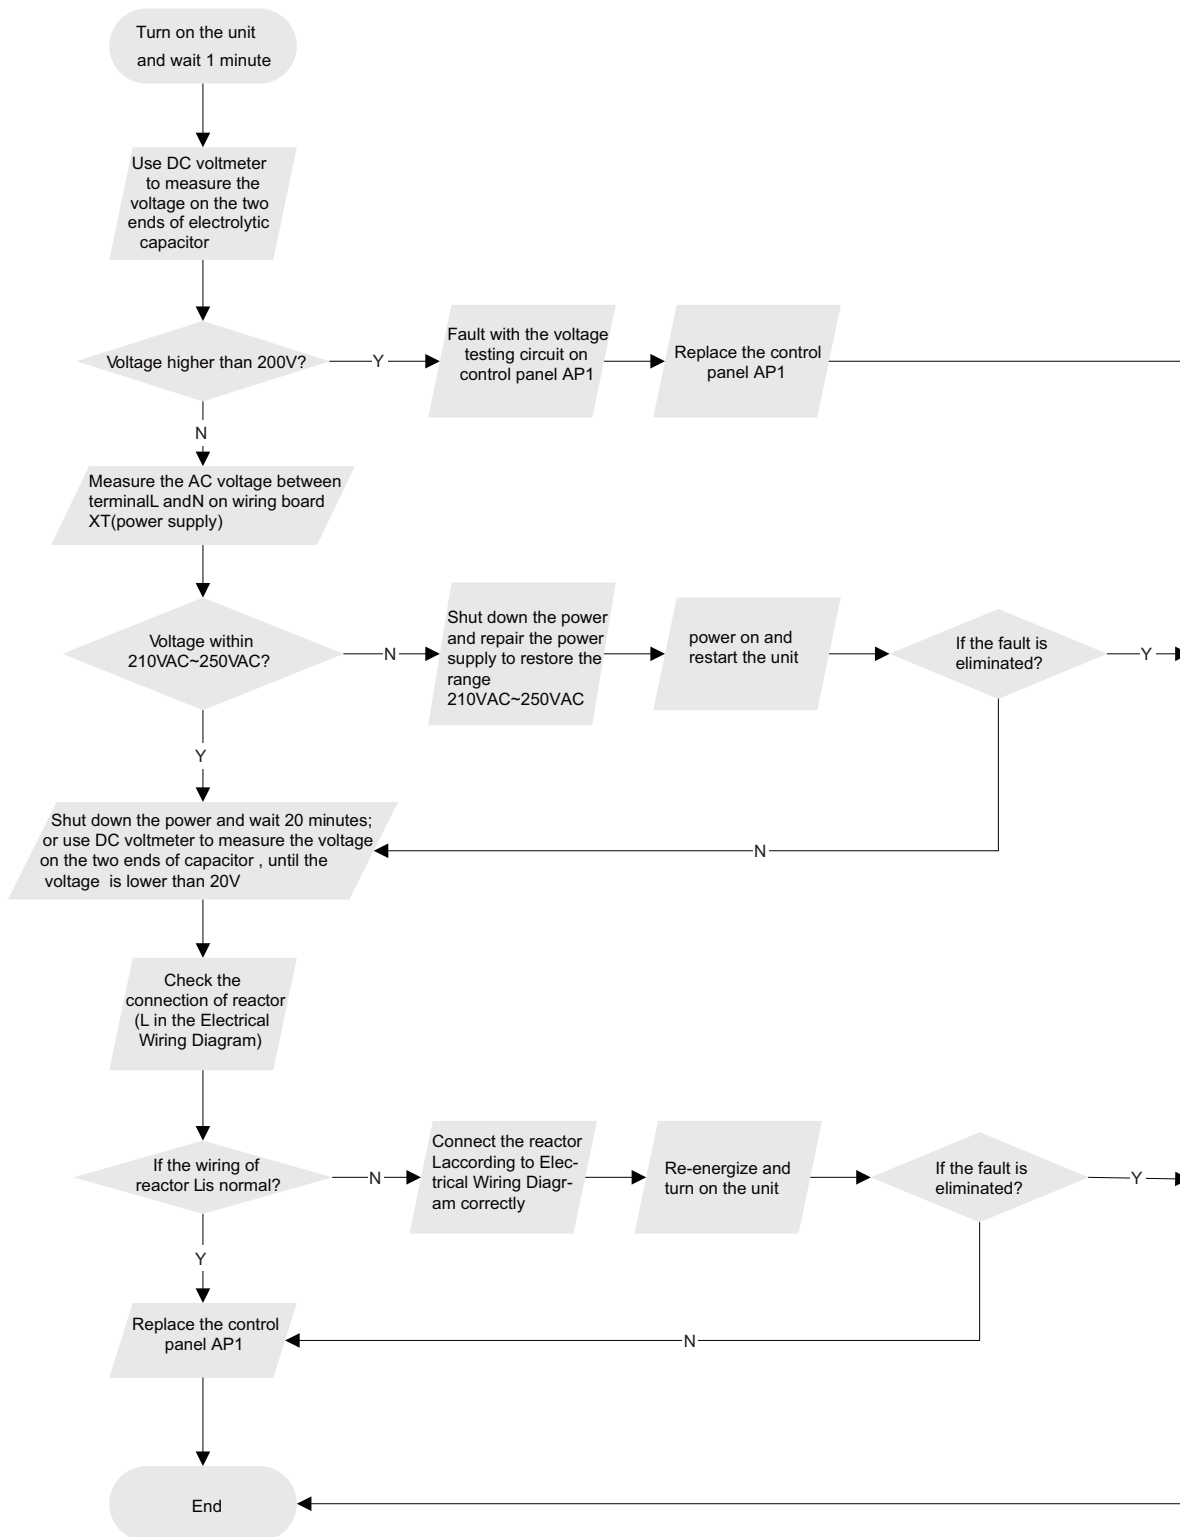 Turn on the unit
and wait 1 minute
Use DC voltmeter
to measure the
voltage on the two
ends of electrolytic
capacitor
Voltage higher than 200V?
Y
Fault with the voltage
testing circuit on
control panel AP1
Replace the control
panel AP1
N
Measure the AC voltage between
terminalL andN on wiring board
XT(power supply)
Voltage within
210VAC~250VAC?
N
Shut down the power
and repair the power
supply to restore the
range
210VAC~250VAC
power on and
restart the unit
If the fault is
eliminated?
Y
Y
N
Shut down the power and wait 20 minutes;
or use DC voltmeter to measure the voltage
on the two ends of capacitor , until the
voltage is lower than 20V
Check the
connection of reactor
(L in the Electrical
Wiring Diagram)
If the wiring of
reactor Lis normal?
N
Connect the reactor
Laccording to Elec-
trical Wiring Diagr-
am correctly
Re-energize and
turn on the unit
If the fault is
eliminated?
Y
Y
N
Replace the control
panel AP1
End